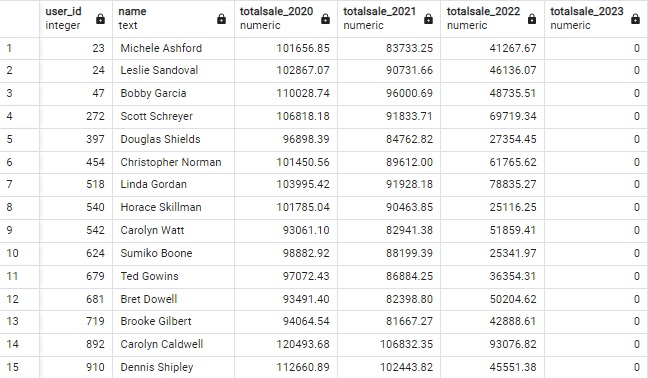 user_id name totalsale_2020 totalsale_2021 totalsale_2022 totalsale_2023
integer text numeric numeric numeric numeric
1 23 Michele Ashford 101656.85 83733.25 41267.67 0
2 24 Leslie Sandoval 102867.07 90731.66 46136.07 0
3 47 Bobby Garcia 110028.74 96000.69 48735.51 0
4 272 Scott Schreyer 106818.18 91833.71 69719.34 0
5 397 Douglas Shields 96898.39 84762.82 27354.45 0
6 454 Christopher Norman 101450.56 89612.00 61765.62 0
7 518 Linda Gordan 103995.42 91928.18 78835.27 0
8 540 Horace Skillman 101785.04 90463.85 25116.25 0
9 542 Carolyn Watt 93061.10 82941.38 51859.41 0
10 624 Sumiko Boone 98882.92 88199.39 25341.97 0
11 679 Ted Gowins 97072.43 86884.25 36354.31 0
12 681 Bret Dowell 93491.40 82398.80 50204.62 0
13 719 Brooke Gilbert 94064.54 81667.27 42888.61 0
14 892 Carolyn Caldwell 120493.68 106832.35 93076.82 0
15 910 Dennis Shipley 112660.89 102443.82 45551.38 0